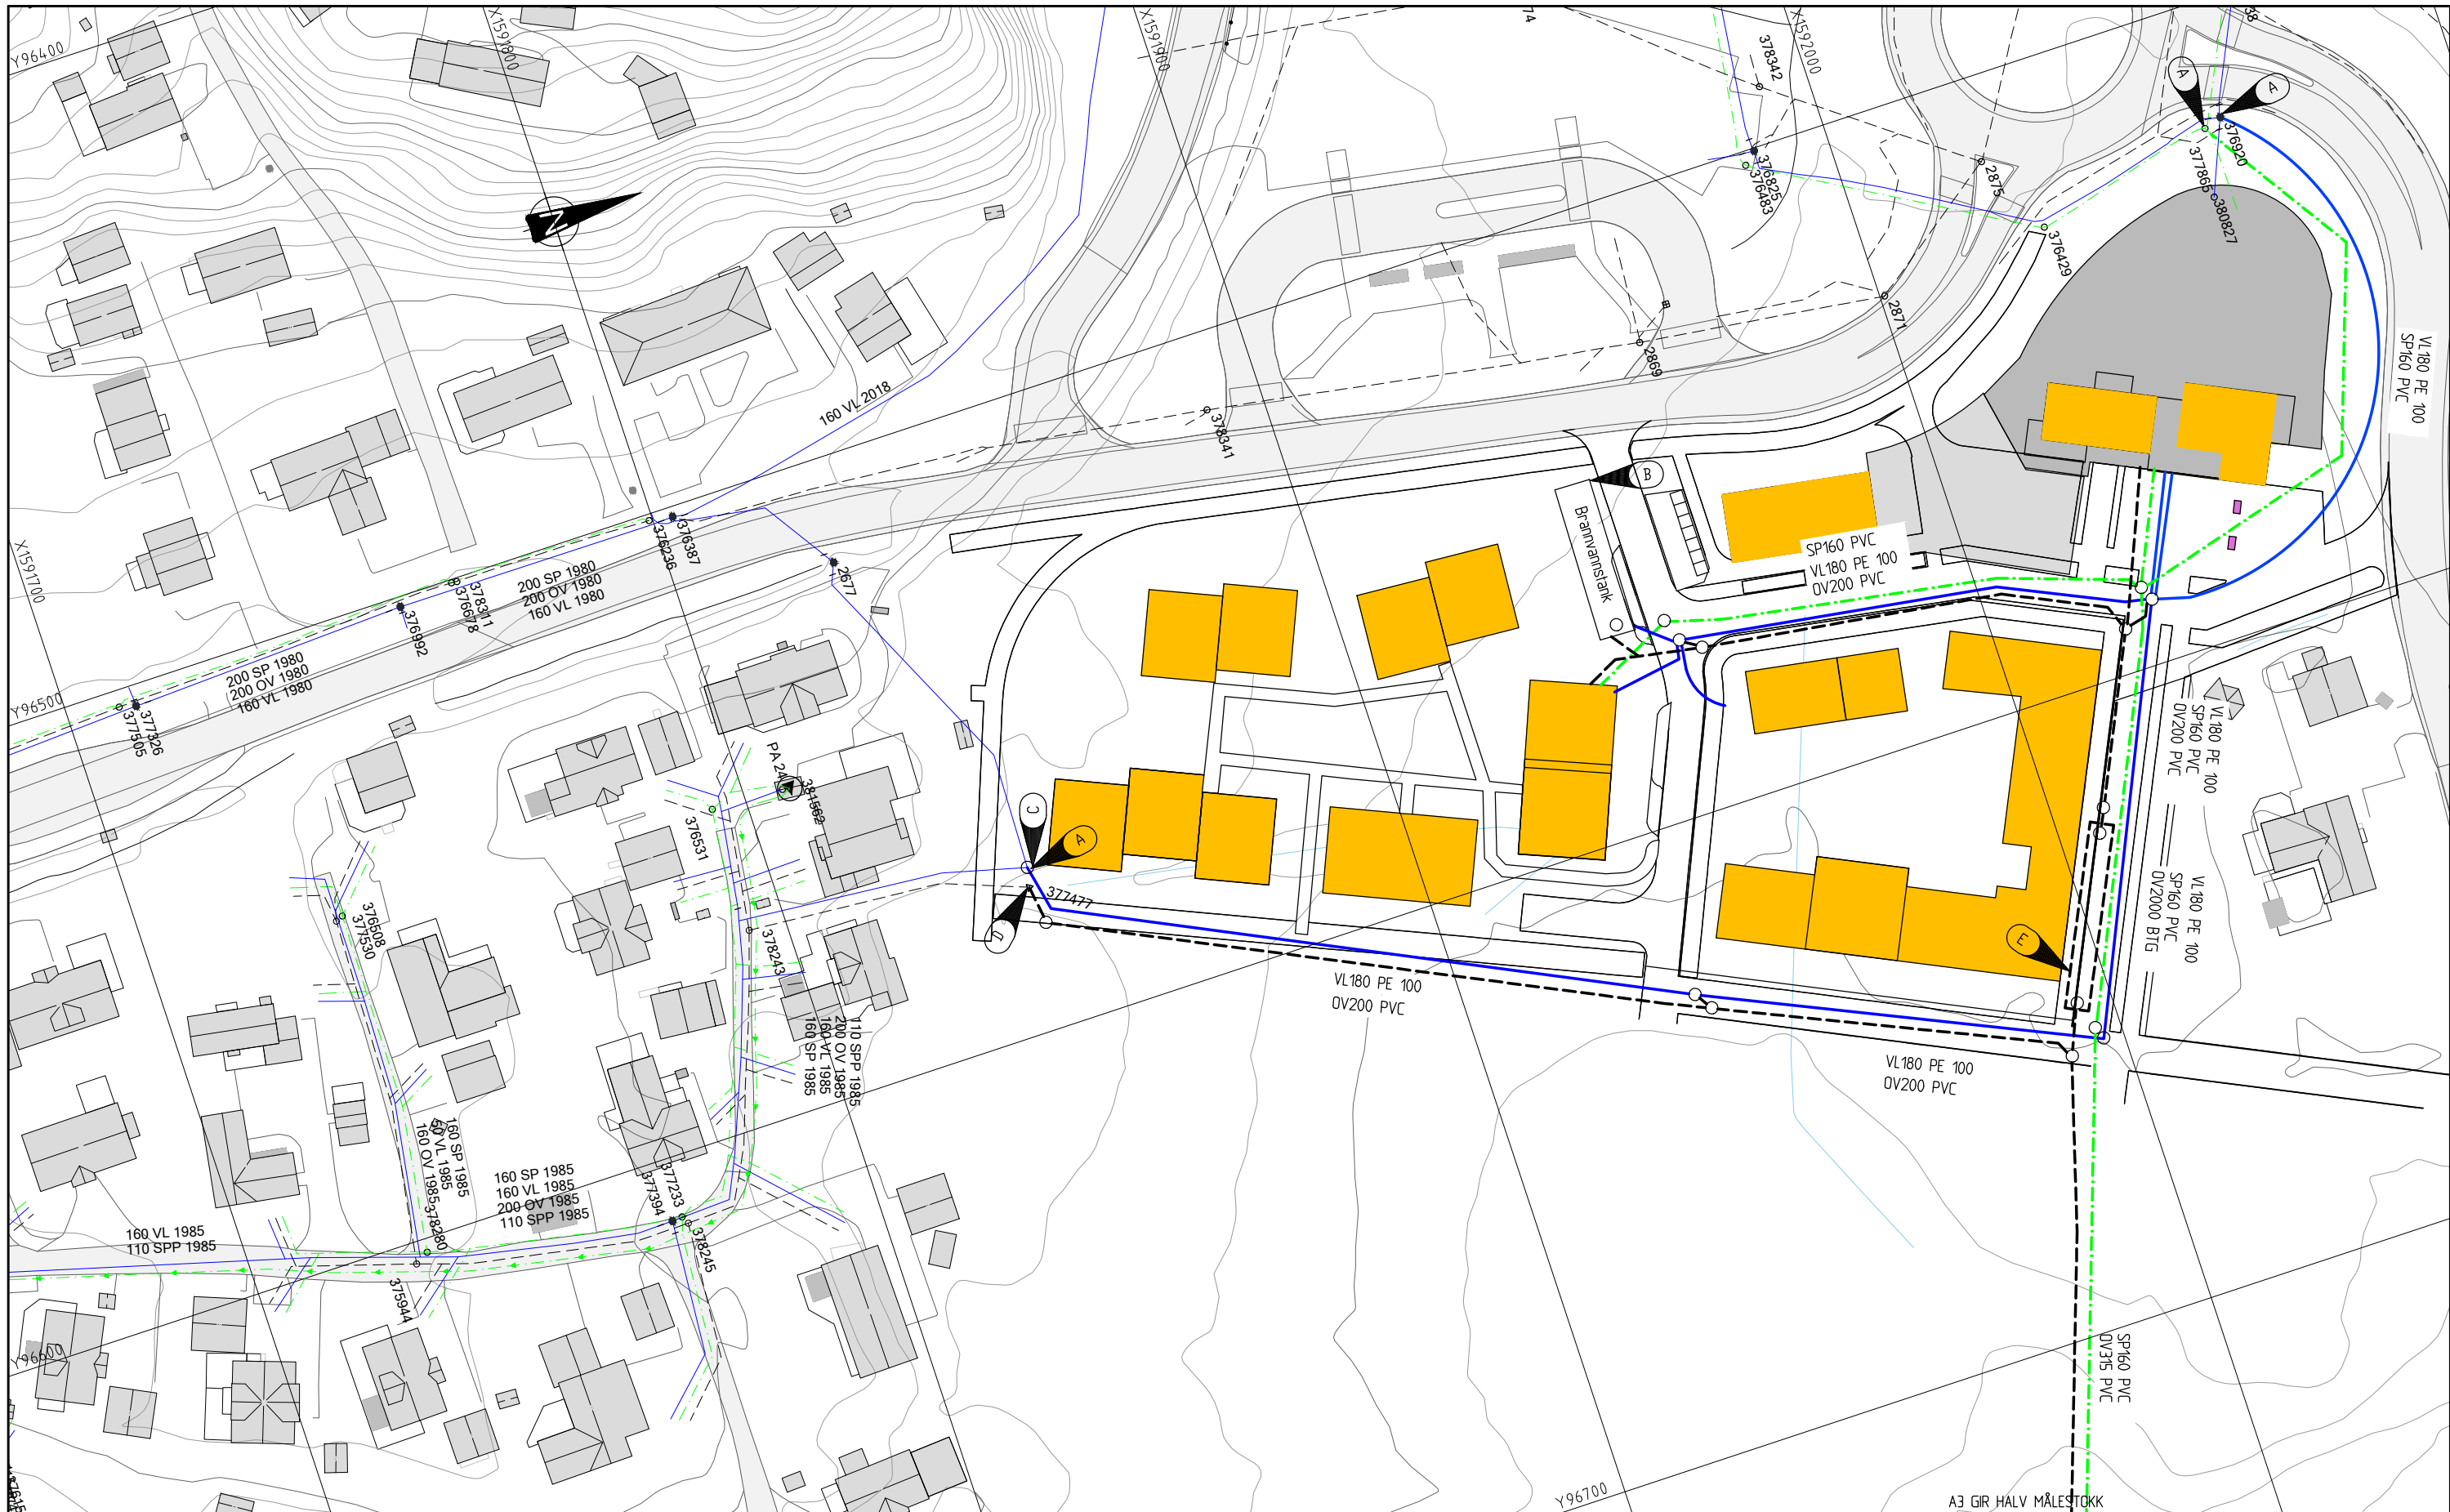 Y96400
X1591800
X1591900
74
378342
X1592000
38
A
A
376920
377865
380827
376825
376483
2875
376429
2871
2869
VL180 PE 100
SP160 PVC
N
160 VL 2018
378341
B
Brannvannstank
SP160 PVC
VL180 PE 100
OV200 PVC
376387
376236
2677
200 SP 1980
200 OV 1980
160 VL 1980
378311
376678
376992
X1591700
200 SP 1980
200 OV 1980
160 VL 1980
Y96500
377326
377505
VL180 PE 100
SP160 PVC
OV200 PVC
PA 24
381562
376531
C
A
377477
D
E
VL180 PE 100
SP160 PVC
OV2000 BTG
376508
377530
378243
VL180 PE 100
OV200 PVC
110 SPP 1985
200 OV 1985
160 VL 1985
160 SP 1985
VL180 PE 100
OV200 PVC
160 SP 1985
50 VL 1985
160 OV 1985
378280
160 SP 1985
160 VL 1985
200 OV 1985
110 SPP 1985
377233
377394
378245
160 VL 1985
110 SPP 1985
375944
Y96600
SP160 PVC
OV315 PVC
Y96700
A3 GIR HALV MÅLESTOKK